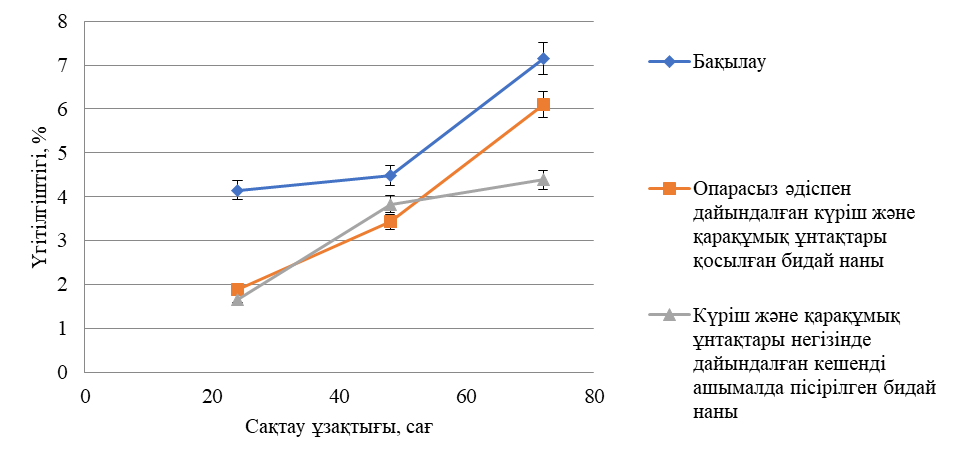 8
7
6
5
4
3
2
1
0
Үгітілгіштігі, %
0
20
40
60
80
Сақтау ұзақтығы, сағ
Бақылау
Опарасыз әдіспен
дайындалған күріш және
қарақұмық ұнтақтары
қосылған бидай наны
Күріш және қарақұмық
ұнтақтары негізінде
дайындалған кешенді
ашымалда пісірілген бидай
наны